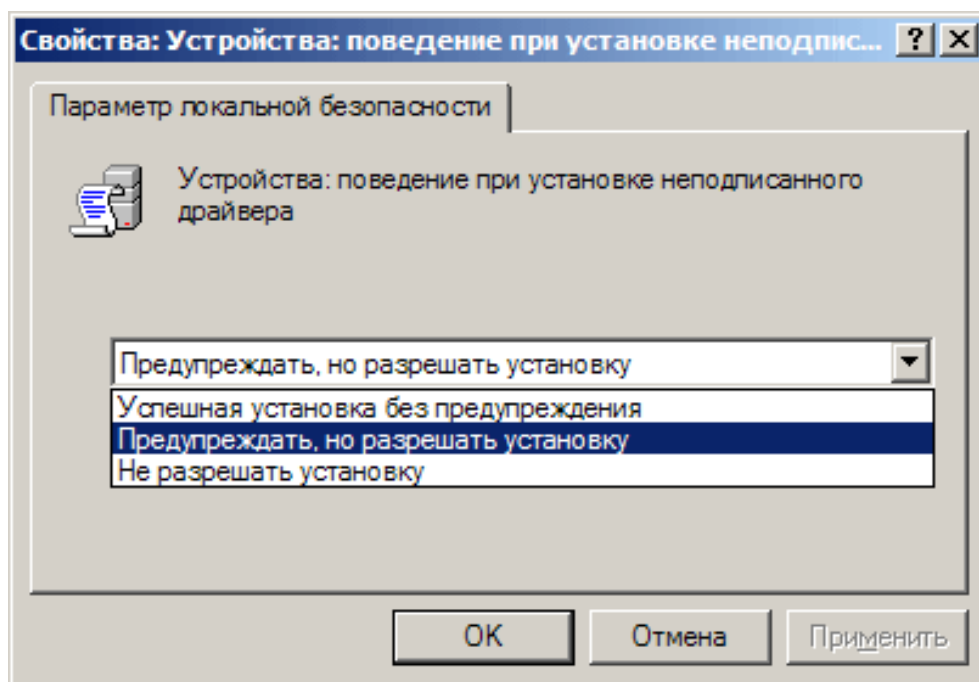 Свойства: Устройства: поведение при установке неподпис...
Параметр локальной безопасности
Устройства: поведение при установке неподписанного
драйвера
Предупреждать, но разрешать установку
Успешная установка без предупреждения
Предупреждать, но разрешать установку
Не разрешать установку
OK Отмена Применить